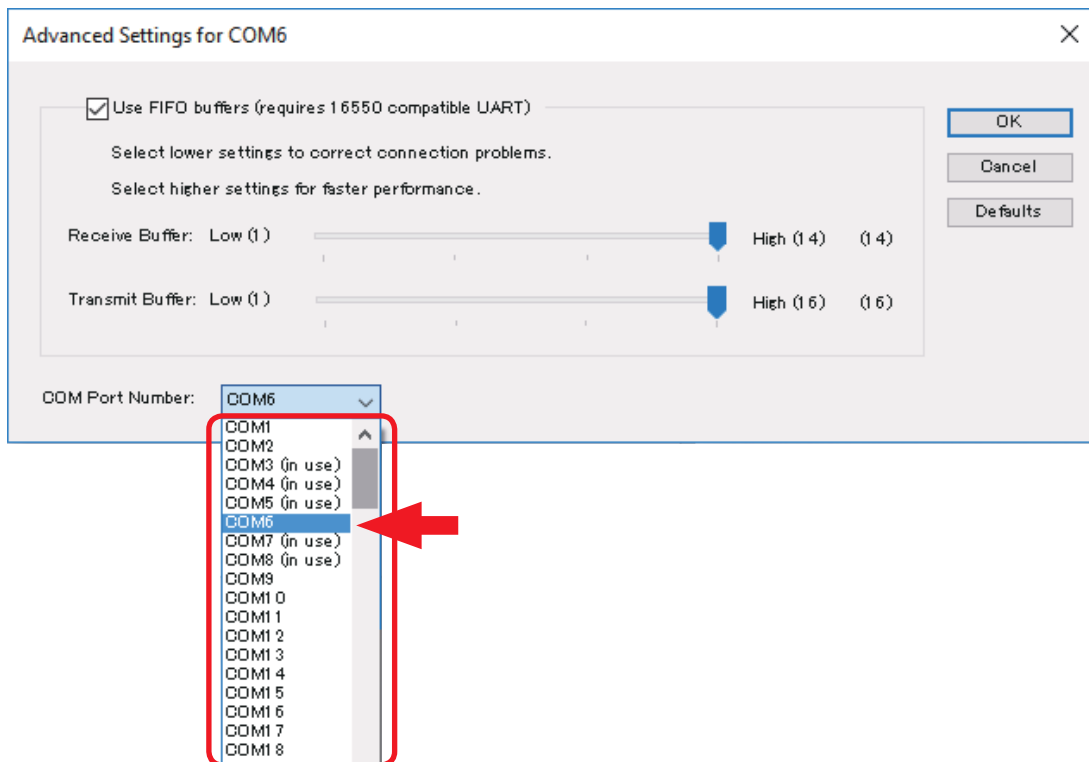 Advanced Settings for COM6
Use FIFO buffers (requires 16550 compatible UART)
OK
Select lower settings to correct connection problems.
Cancel
Select higher settings for faster performance.
Defaults
Receive Buffer: Low (1) High (14) (14)
Transmit Buffer: Low (1) High (16) (16)
COM Port Number: COM6
COM1
COM2
COM3 (in use)
COM4 (in use)
COM5 (in use)
COM6
COM7 (in use)
COM8 (in use)
COM9
COM10
COM11
COM12
COM13
COM14
COM15
COM16
COM17
COM18